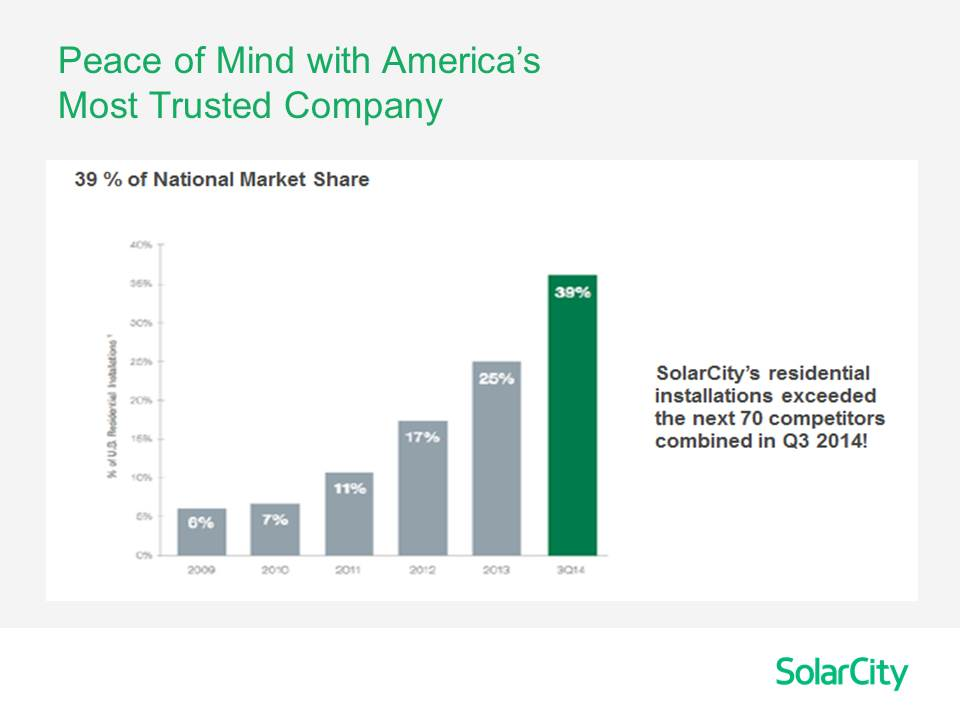 Peace of Mind with America’s
Most Trusted Company
39 % of National Market Share
% of U.S. Residential Installations ¹
40%
35%
30%
25%
20%
15%
10%
5%
0%
6%
7%
11%
17%
25%
39%
2009
2010
2011
2012
2013
3Q14
SolarCity’s residential
installations exceeded
the next 70 competitors
combined in Q3 2014!
SolarCity